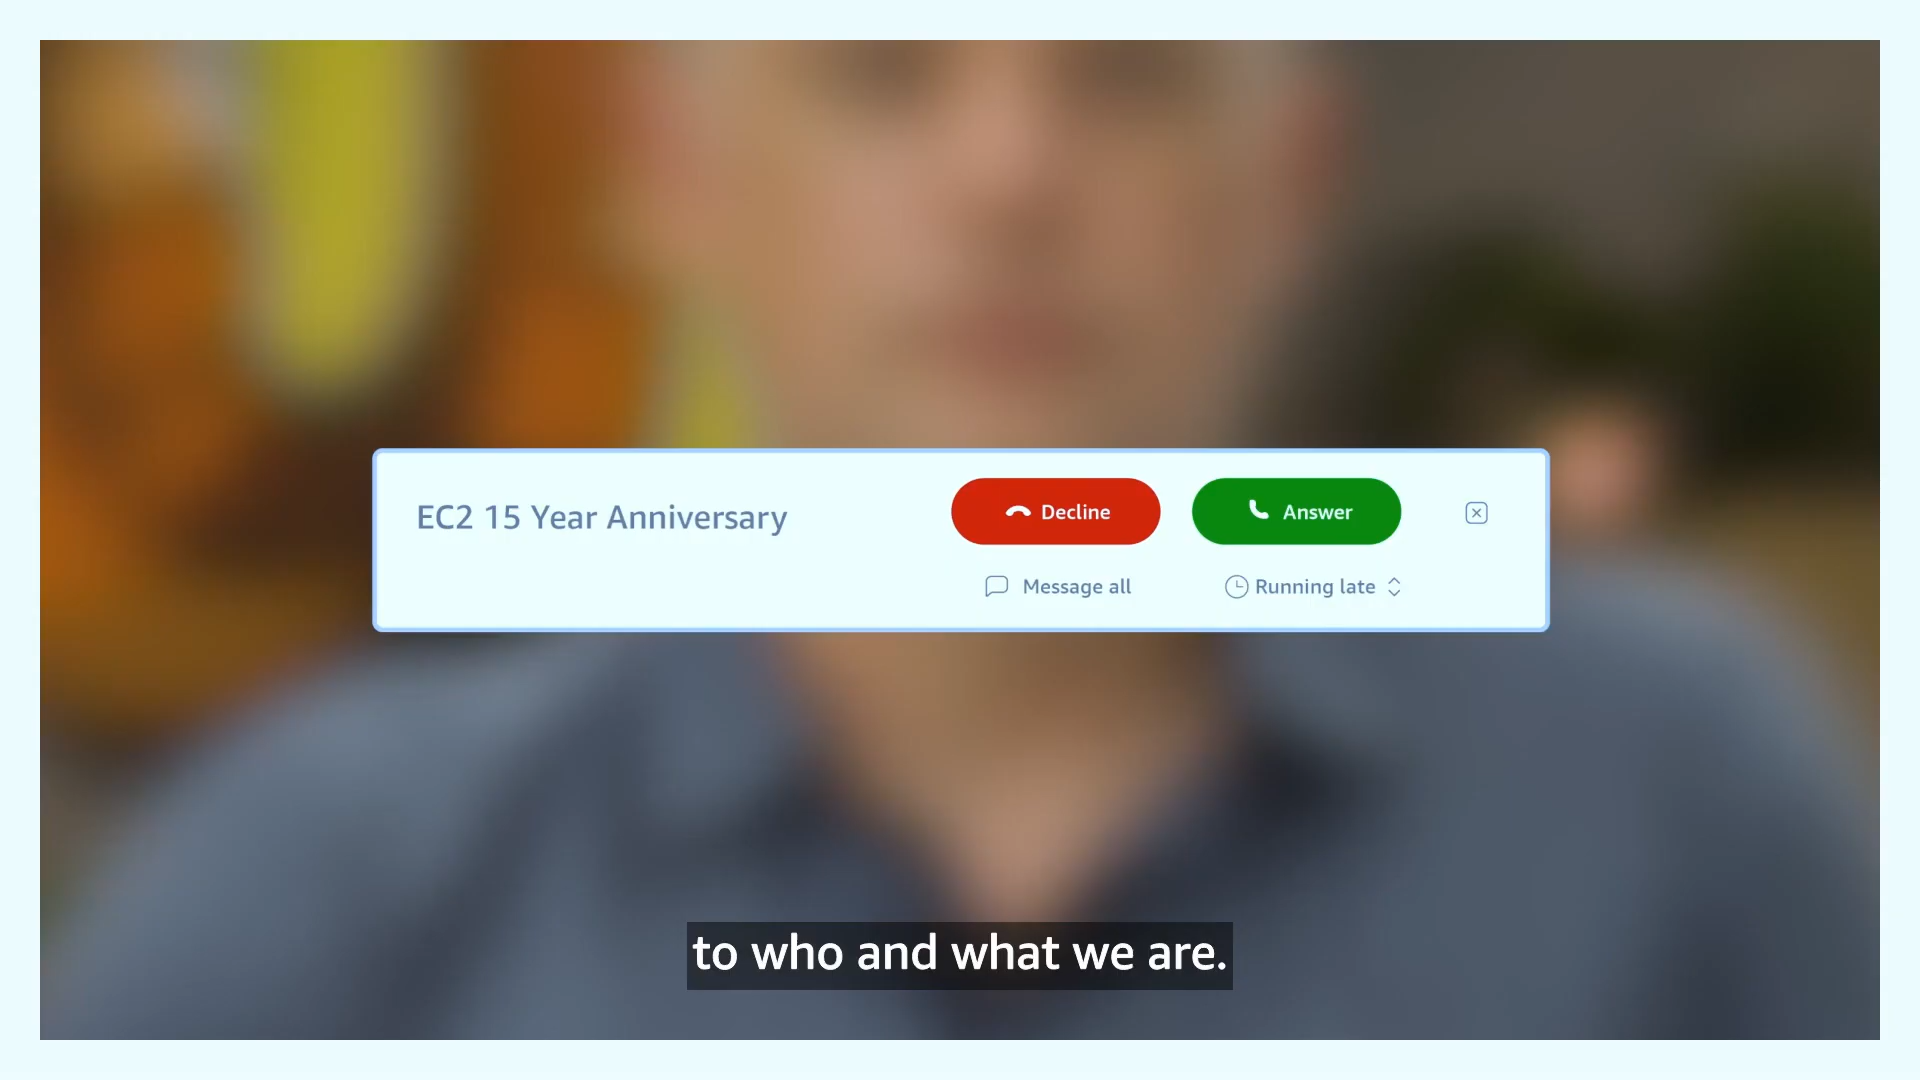 EC2 15 Year Anniversary
Decline
Answer
Message all
Running late
to who and what we are.